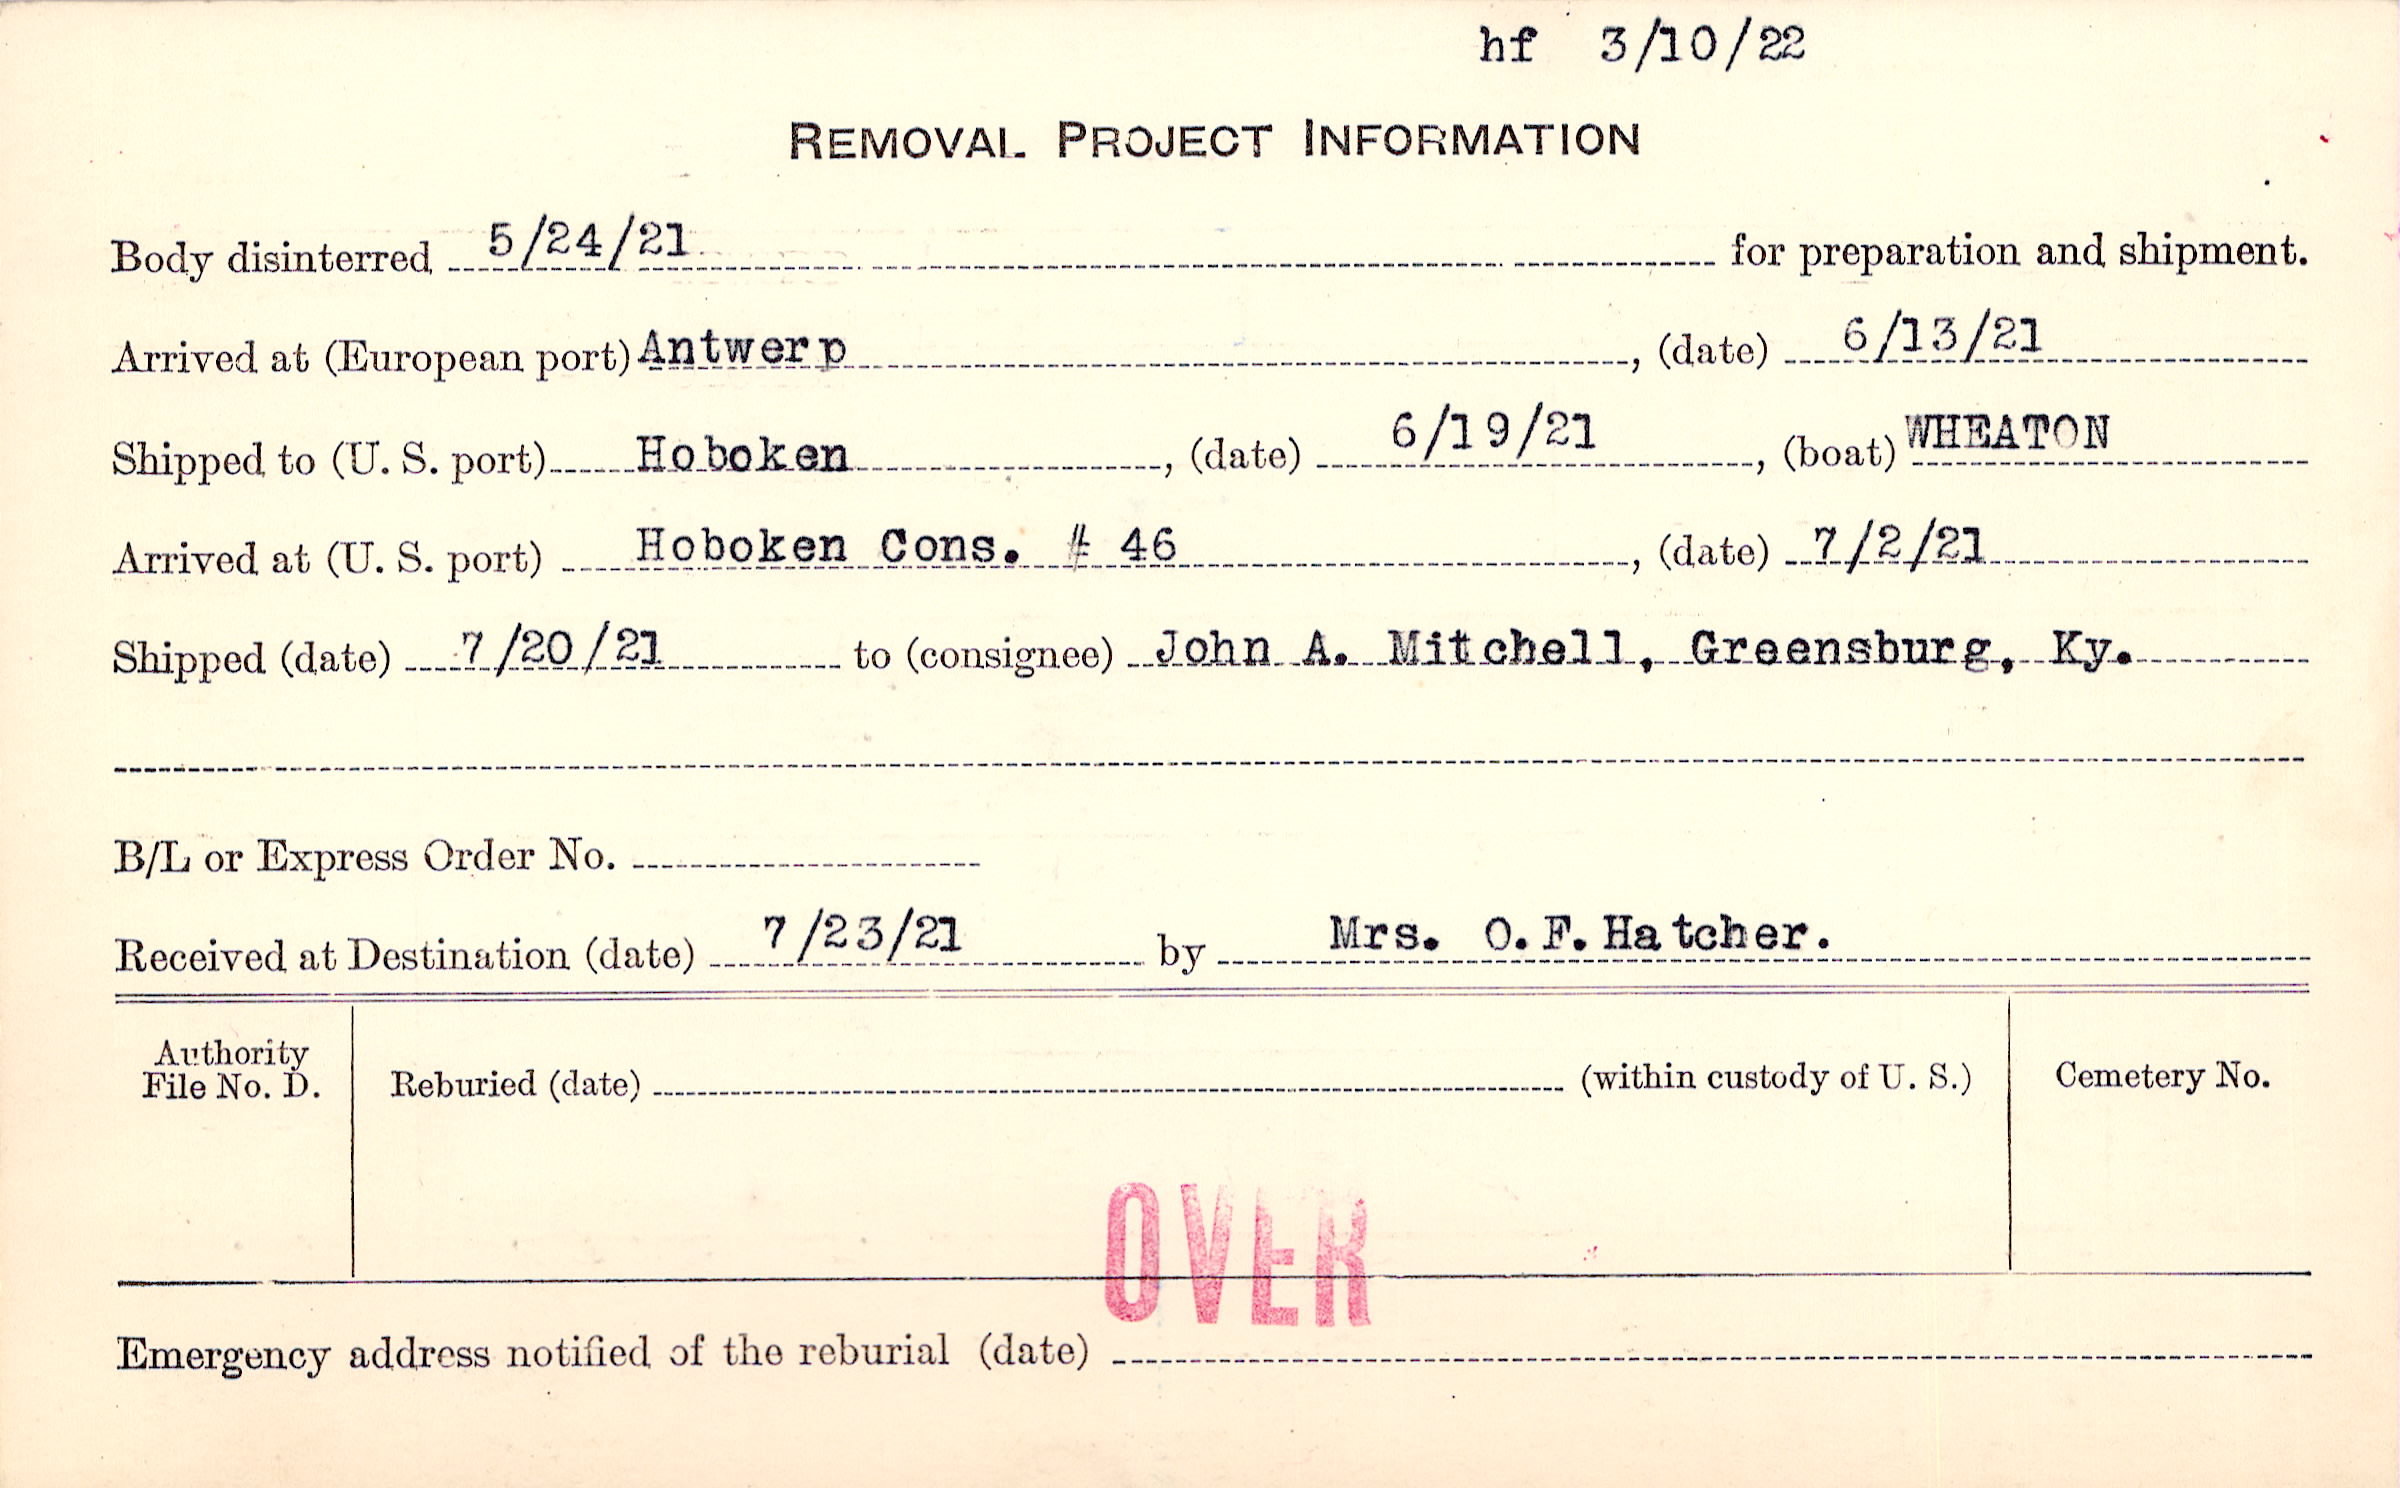 hf 3/10/22
REMOVAL PROJECT INFORMATION
Body disinterred 5/24/21 for preparation and shipment.
Arrived at (European port) Antwerp, (date) 6/13/21
Shipped to (U. S. port) Hoboken, (date) 6/19/21, (boat) WHEATON
Arrived at (U. S. port) Hoboken Cons. # 46, (date) 7/2/21
Shipped (date) 7/20/21 to (consignee) John A. Mitchell, Greensburg, Ky.
B/L or Express Order No.
Received at Destination (date) 7/23/21 by Mrs. O.F.Hatcher.
Authority
File No. D.
Reburied (date) (within custody of U. S.)
Cemetery No.
OVER
Emergency address notified of the reburial (date)